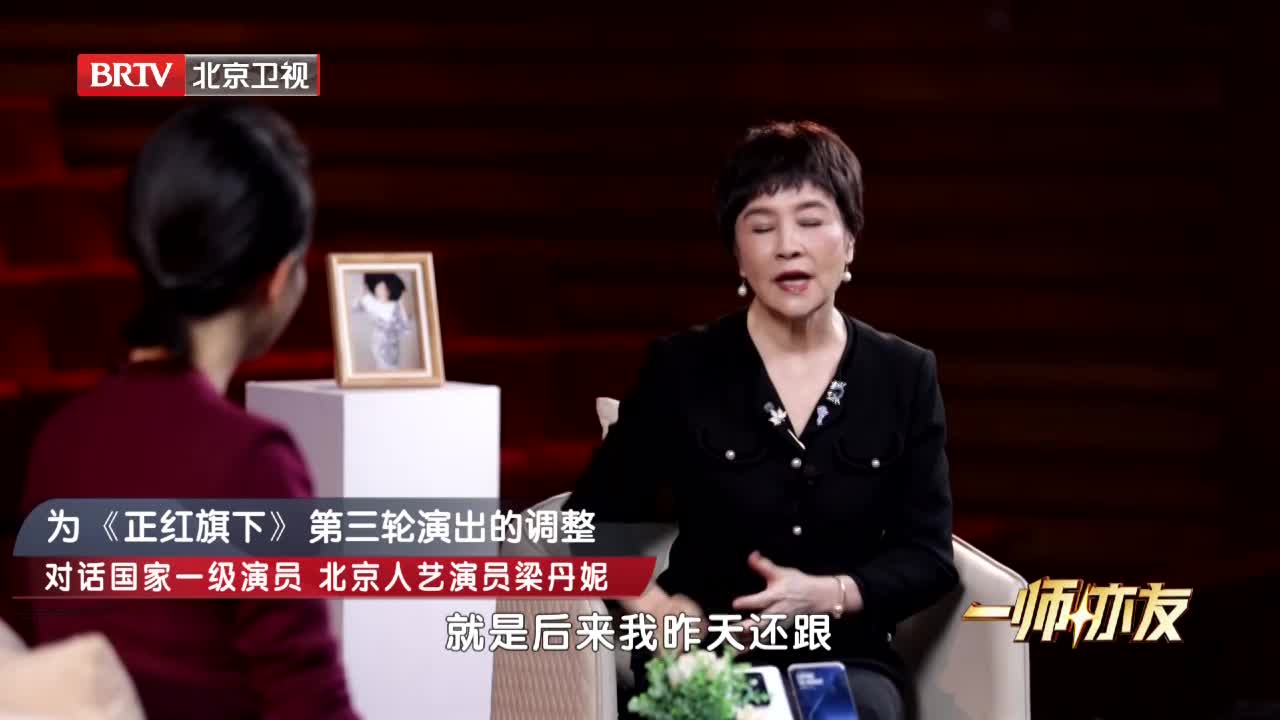 BRTV 北京卫视
为《正红旗下》第三轮演出的调整
对话国家一级演员 北京人艺演员梁丹妮
一师亦友
就是后来我昨天还跟